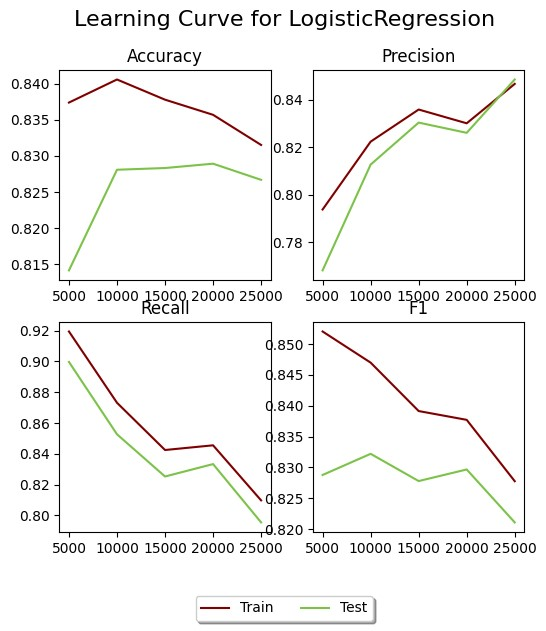 Learning Curve for LogisticRegression
Accuracy
0.840
0.835
0.830
0.825
0.820
0.815
5000 10000 15000 20000 25000
Precision
0.84
0.82
0.80
0.78
5000 10000 15000 20000 25000
Recall
0.92
0.90
0.88
0.86
0.84
0.82
0.80
5000 10000 15000 20000 25000
F1
0.850
0.845
0.840
0.835
0.830
0.825
0.820
5000 10000 15000 20000 25000
Train Test